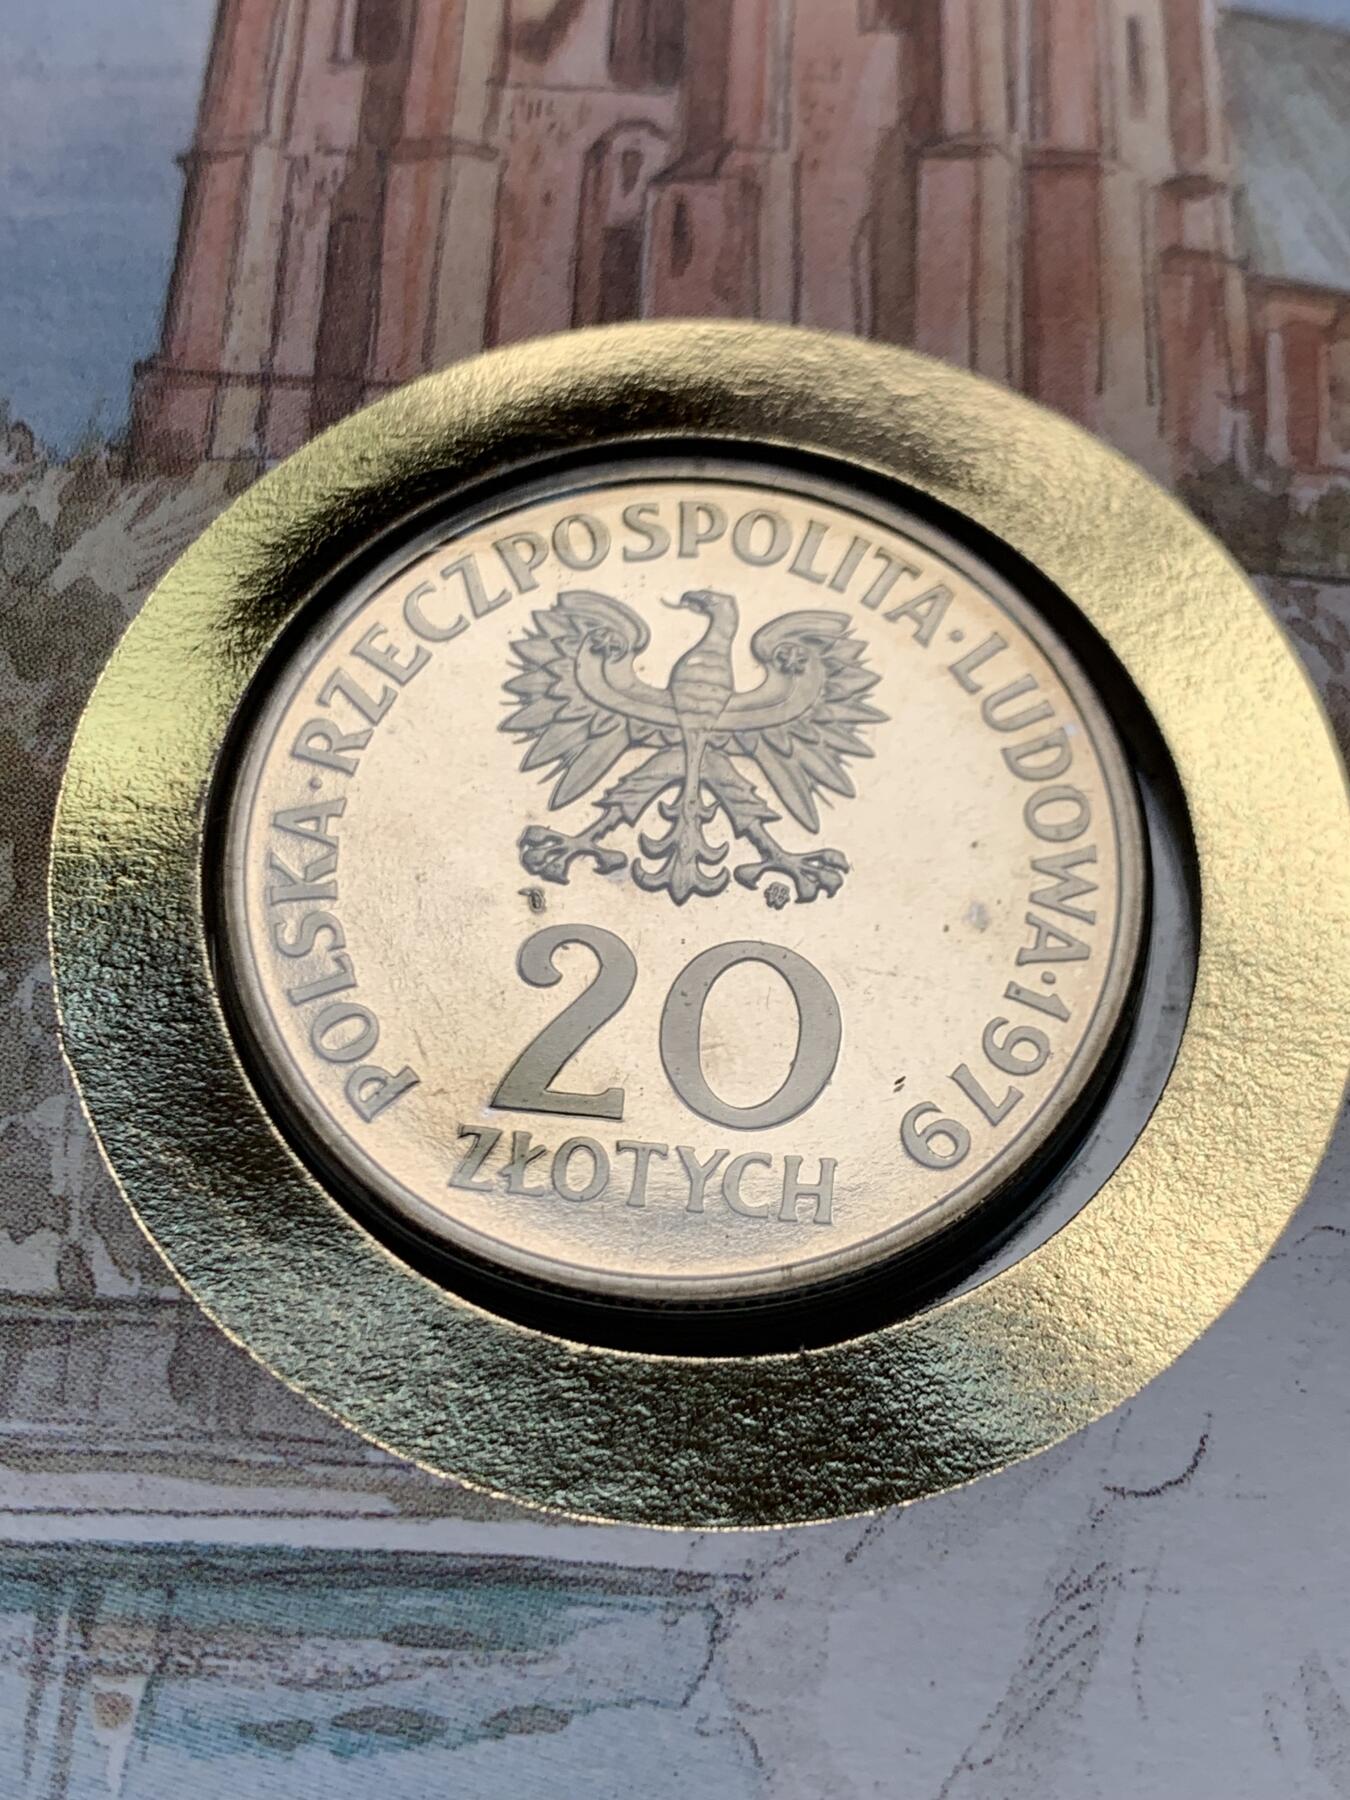 POLSKA·RZECZPOSPOLITA·LUDOWA·1979
20
ZŁOTYCH